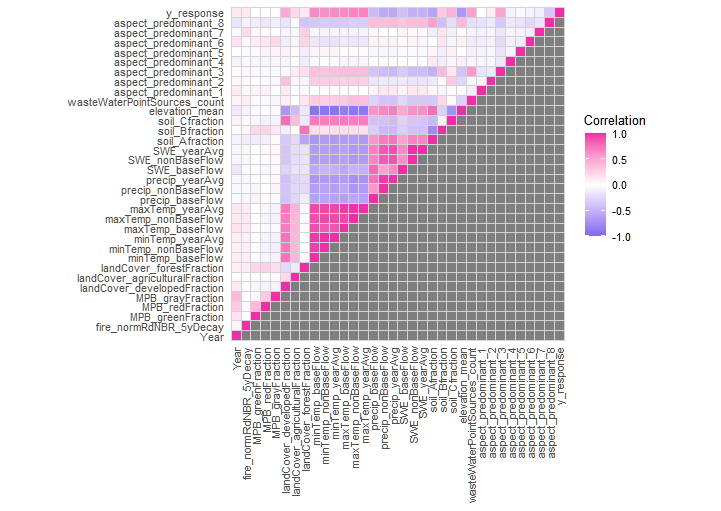 y_response
aspect_predominant_8
aspect_predominant_7
aspect_predominant_6
aspect_predominant_5
aspect_predominant_4
aspect_predominant_3
aspect_predominant_2
aspect_predominant_1
wasteWaterPointSources_count
elevation_mean
soil_Cfraction
soil_Bfraction
soil_Afraction
SWE_yearAvg
SWE_nonBaseFlow
SWE_baseFlow
precip_yearAvg
precip_nonBaseFlow
precip_baseFlow
maxTemp_yearAvg
maxTemp_nonBaseFlow
maxTemp_baseFlow
minTemp_yearAvg
minTemp_nonBaseFlow
minTemp_baseFlow
landCover_forestFraction
landCover_agriculturalFraction
landCover_developedFraction
MPB_grayFraction
MPB_redFraction
MPB_greenFraction
fire_normRdNBR_5yDecay
Year
Year
fire_normRdNBR_5yDecay
MPB_greenFraction
MPB_redFraction
MPB_grayFraction
landCover_developedFraction
landCover_agriculturalFraction
landCover_forestFraction
minTemp_baseFlow
minTemp_nonBaseFlow
minTemp_yearAvg
maxTemp_baseFlow
maxTemp_nonBaseFlow
maxTemp_yearAvg
precip_baseFlow
precip_nonBaseFlow
precip_yearAvg
SWE_baseFlow
SWE_nonBaseFlow
SWE_yearAvg
soil_Afraction
soil_Bfraction
soil_Cfraction
elevation_mean
wasteWaterPointSources_count
aspect_predominant_1
aspect_predominant_2
aspect_predominant_3
aspect_predominant_4
aspect_predominant_5
aspect_predominant_6
aspect_predominant_7
aspect_predominant_8
y_response
Correlation
1.0
0.5
0.0
-0.5
-1.0